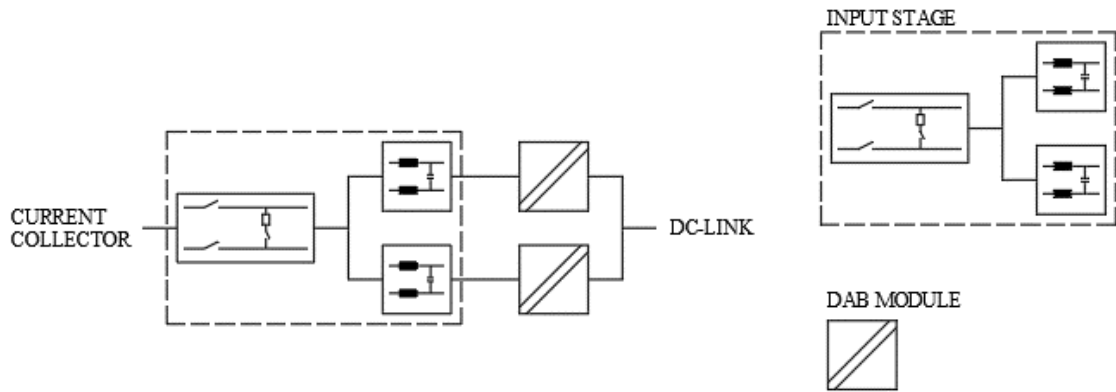 INPUT STAGE
CURRENT
COLLECTOR
DC-LINK
DAB MODULE